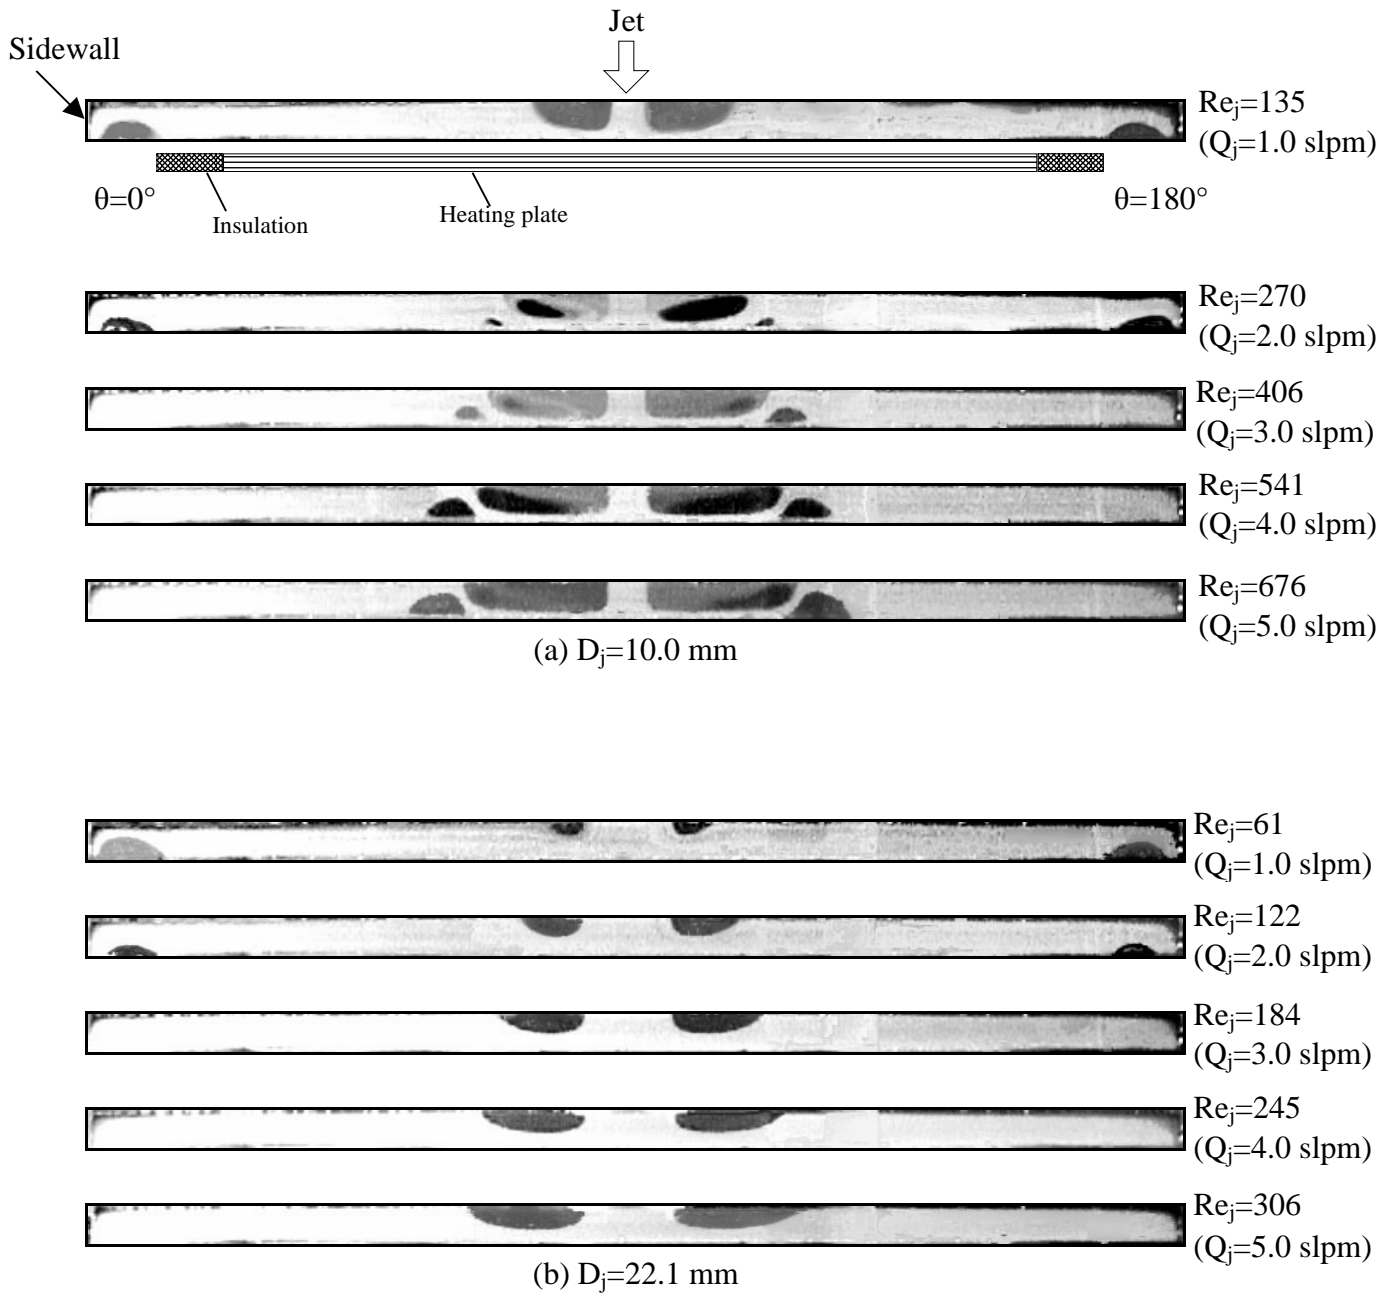 Jet
Sidewall
Re_j=135
(Q_j=1.0 slpm)
θ=0°
θ=180°
Insulation
Heating plate
Re_j=270
(Q_j=2.0 slpm)
Re_j=406
(Q_j=3.0 slpm)
Re_j=541
(Q_j=4.0 slpm)
Re_j=676
(Q_j=5.0 slpm)
(a) D_j=10.0 mm
Re_j=61
(Q_j=1.0 slpm)
Re_j=122
(Q_j=2.0 slpm)
Re_j=184
(Q_j=3.0 slpm)
Re_j=245
(Q_j=4.0 slpm)
Re_j=306
(Q_j=5.0 slpm)
(b) D_j=22.1 mm